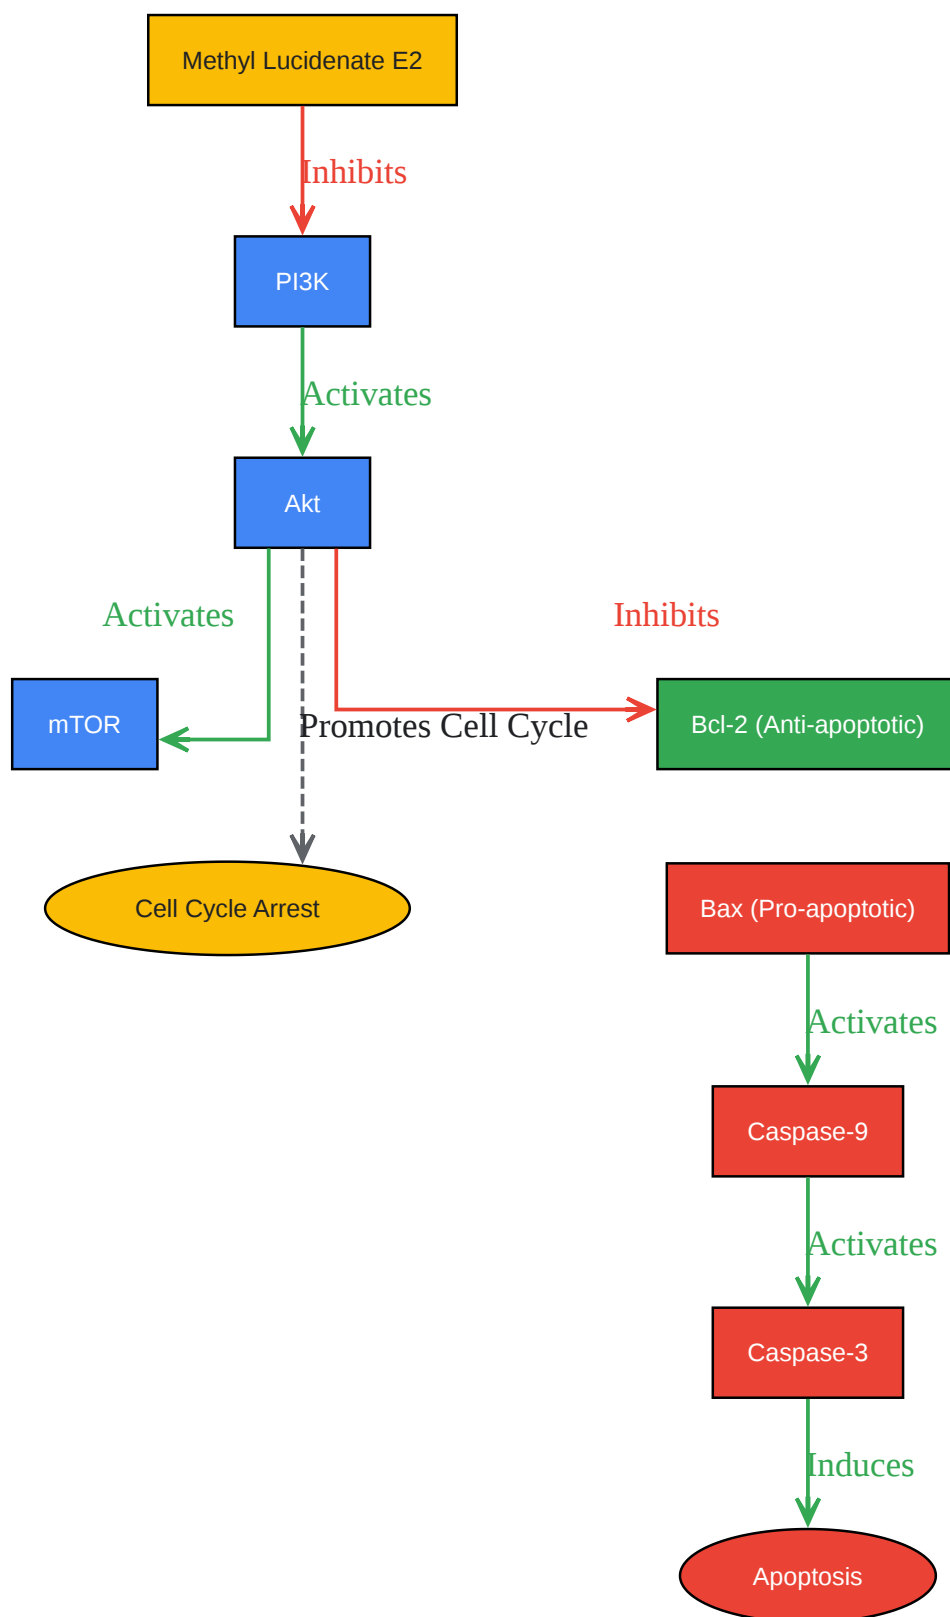 Methyl Lucidenate E2
Inhibits
PI3K
Activates
Akt
Activates
Inhibits
mTOR
Promotes Cell Cycle
Bcl-2 (Anti-apoptotic)
Cell Cycle Arrest
Bax (Pro-apoptotic)
Activates
Caspase-9
Activates
Caspase-3
Induces
Apoptosis